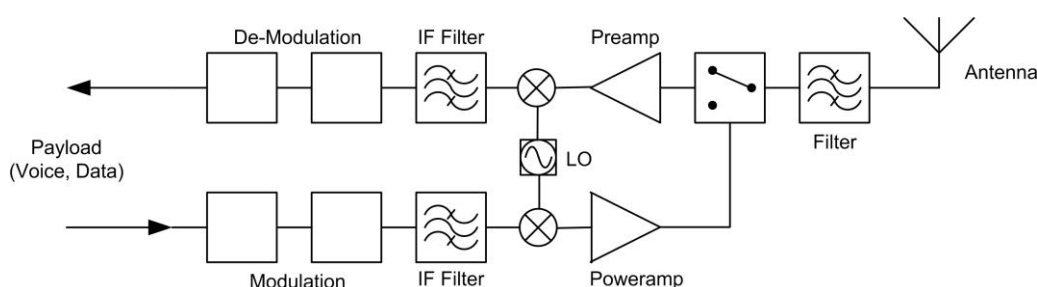 De-Modulation
IF Filter
Preamp
Antenna
Filter
Payload
(Voice, Data)
LO
Modulation
IF Filter
Poweramp